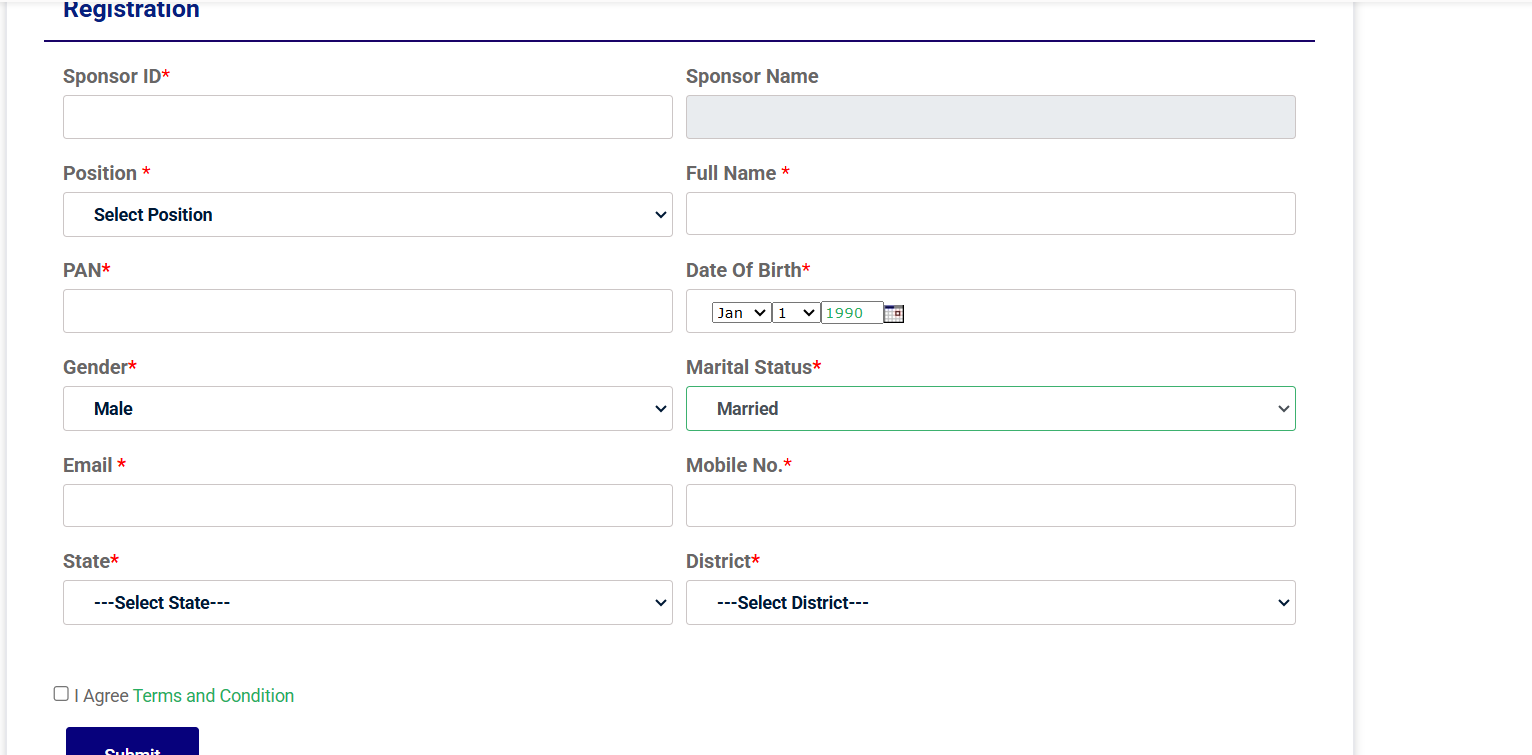 Registration
Sponsor ID*
Sponsor Name
Position *
Full Name *
Select Position
PAN*
Date Of Birth*
Jan 1 1990
Gender*
Marital Status*
Male
Married
Email *
Mobile No.*
State*
District*
---Select State---
---Select District---
I Agree Terms and Condition
Submit